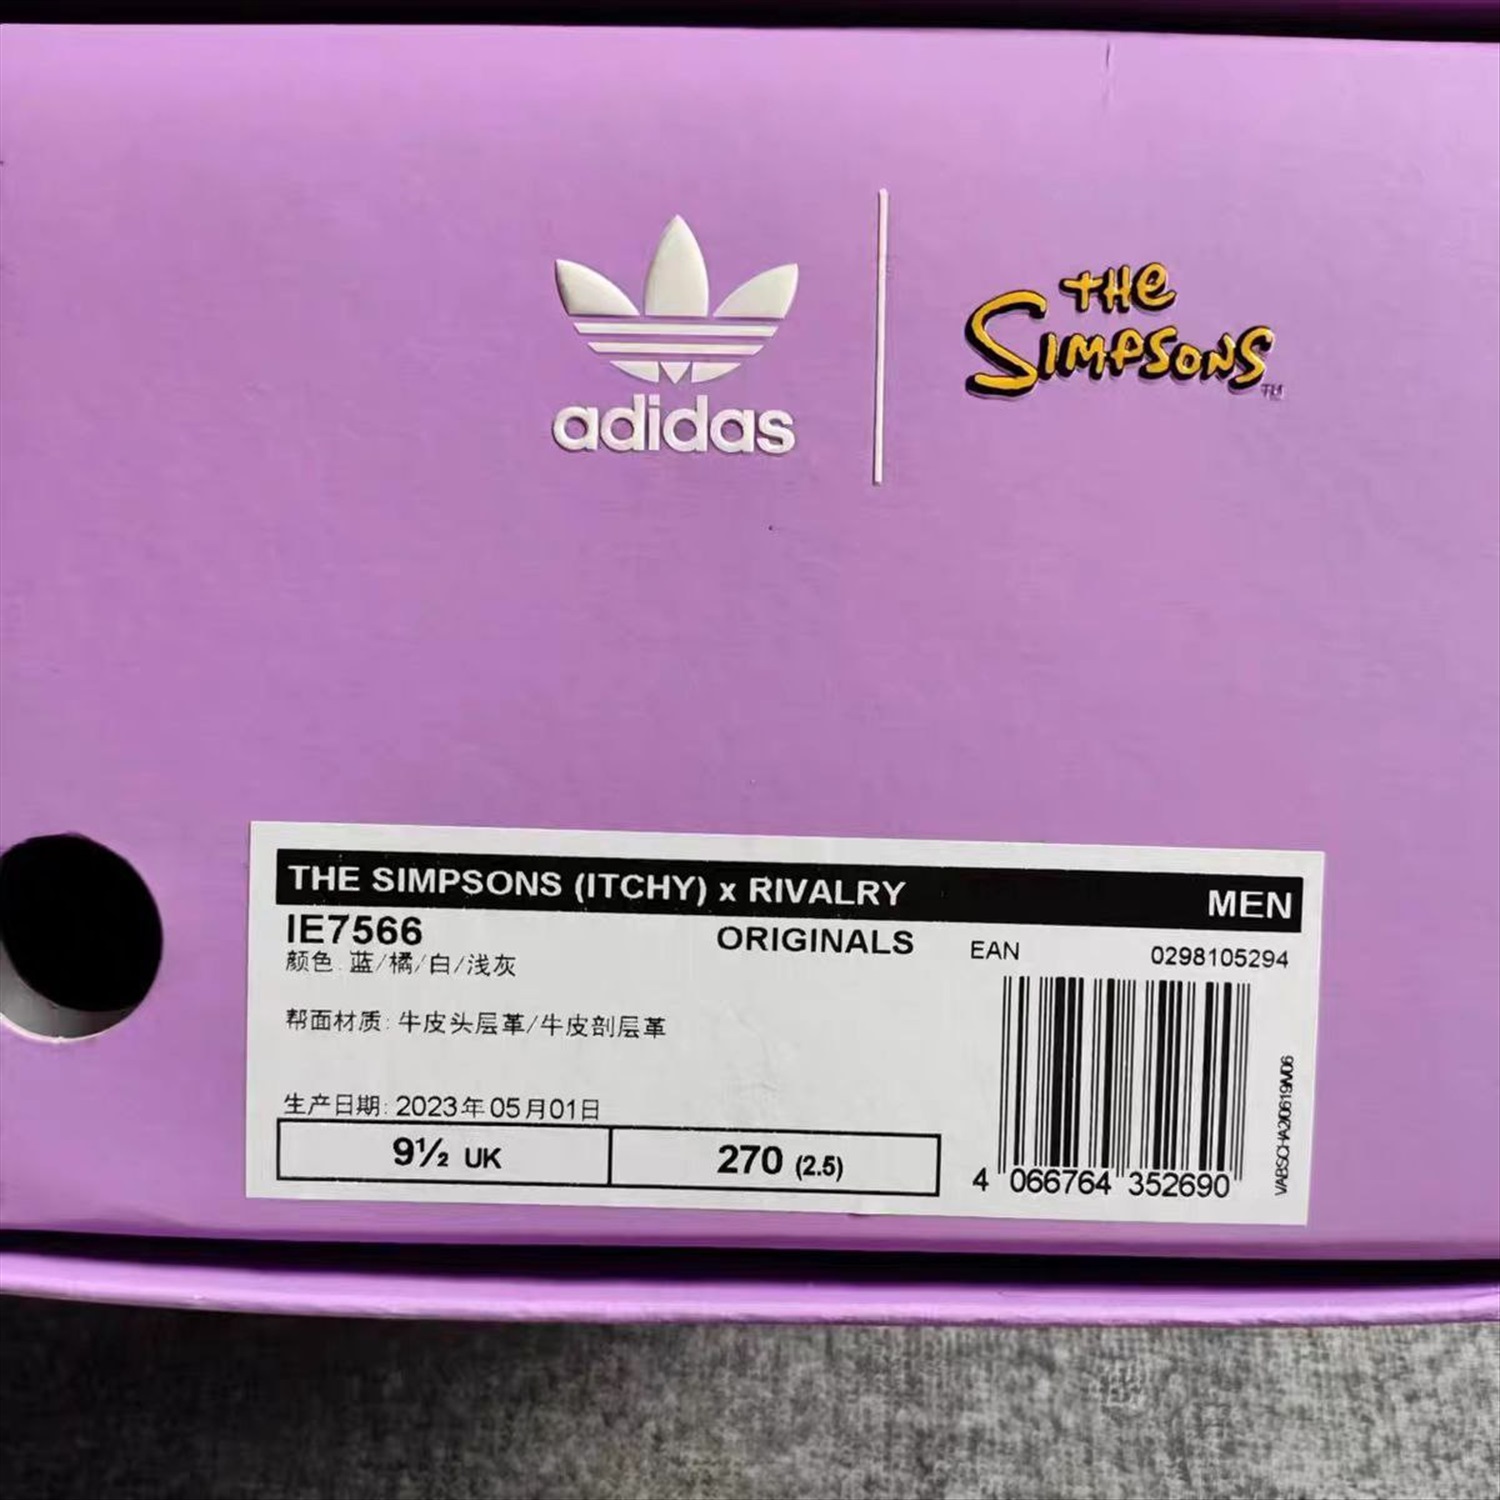 adidas
THE
SIMPSONS TM
THE SIMPSONS (ITCHY) x RIVALRY MEN
IE7566 ORIGINALS EAN 0298105294
颜色:蓝/橘/白/浅灰
帮面材质:牛皮头层革/牛皮剖层革
生产日期:2023年05月01日
9½ UK 270 (2.5)
4 066764 352690